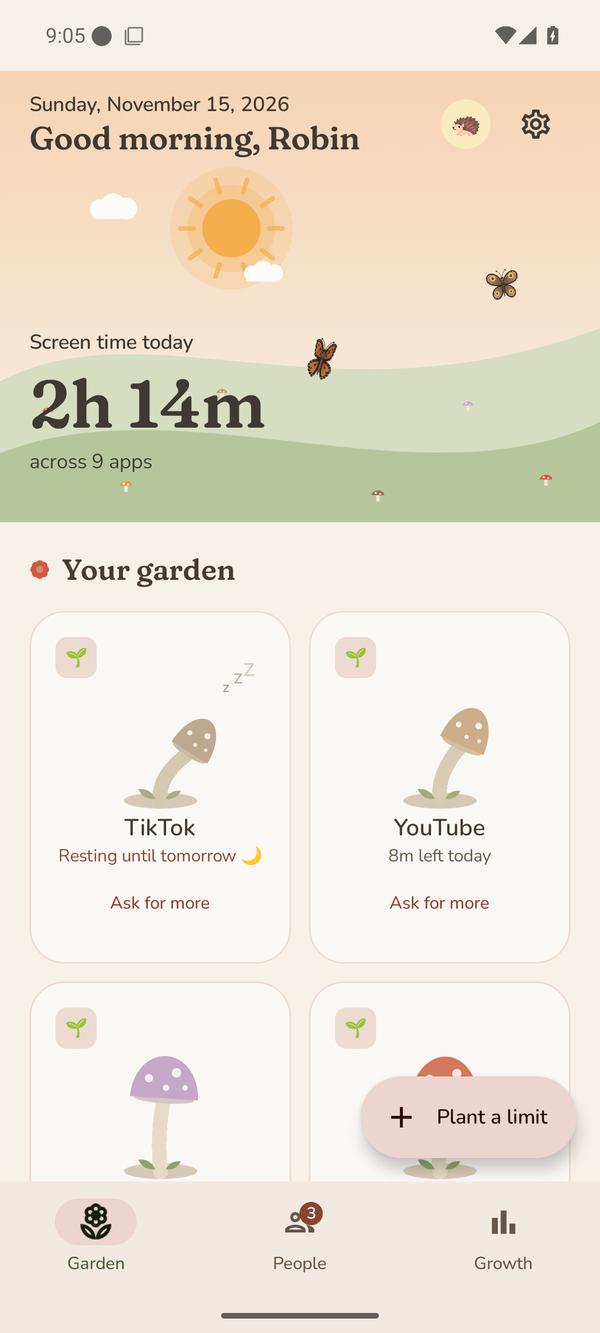 9:05
Sunday, November 15, 2026
Good morning, Robin
Screen time today
2h 14m
across 9 apps
Your garden
z z Z
TikTok
Resting until tomorrow 🌙
Ask for more
YouTube
8m left today
Ask for more
Plant a limit
Garden
3
People
Growth